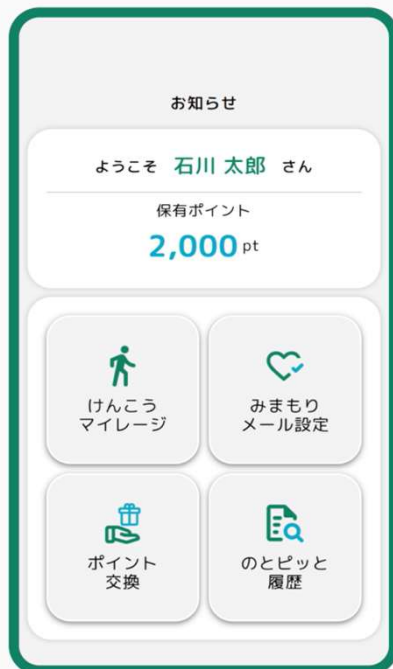 お知らせ
ようこそ 石川 太郎 さん
保有ポイント
2,000 pt
けんこう
マイレージ
みまもり
メール設定
ポイント
交換
のとピッと
履歴